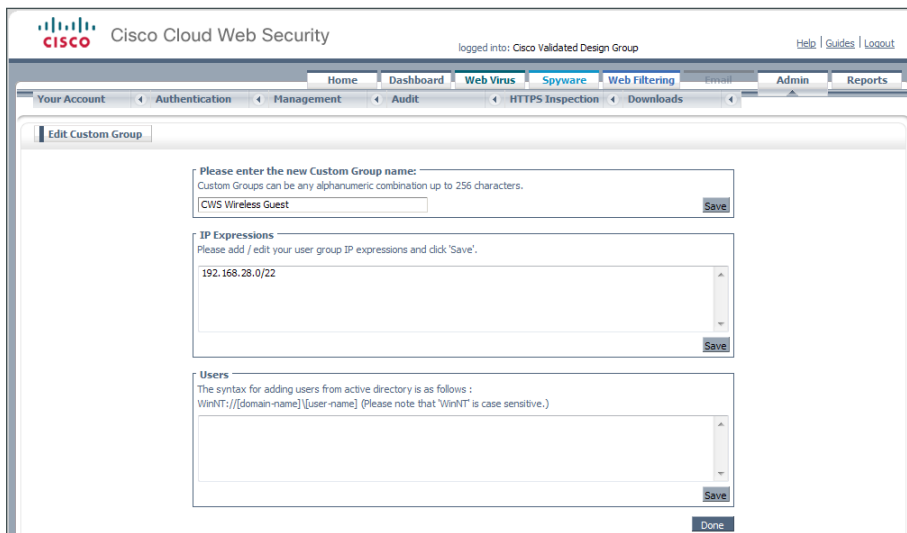 CISCO
Cisco Cloud Web Security
logged into: Cisco Validated Design Group
Help | Guides | Logout
Home Dashboard Web Virus Spyware Web Filtering Email Admin Reports
Your Account Authentication Management Audit HTTPS Inspection Downloads
Edit Custom Group
Please enter the new Custom Group name:
Custom Groups can be any alphanumeric combination up to 256 characters.
CWS Wireless Guest
Save
IP Expressions
Please add / edit your user group IP expressions and click 'Save'.
192.168.28.0/22
Save
Users
The syntax for adding users from active directory is as follows :
WinNT://[domain-name]\[user-name] (Please note that 'WinNT' is case sensitive.)
Save
Done